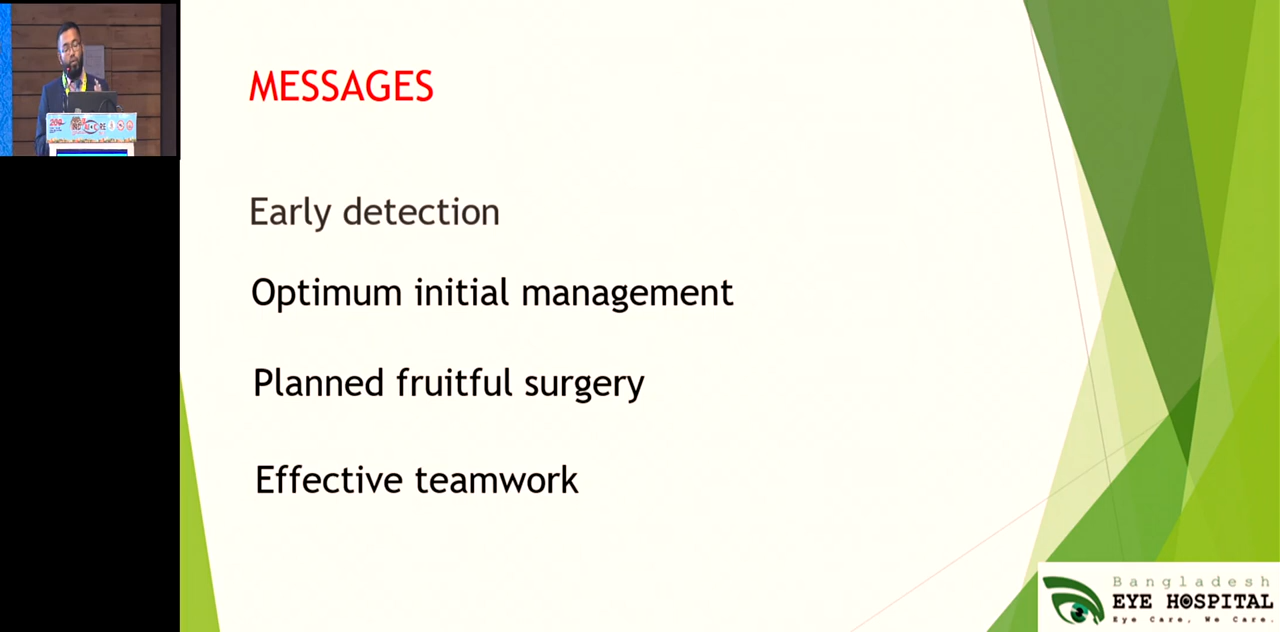 MESSAGES
Early detection
Optimum initial management
Planned fruitful surgery
Effective teamwork
Bangladesh
EYE HOSPITAL
Eye Care, We Care.